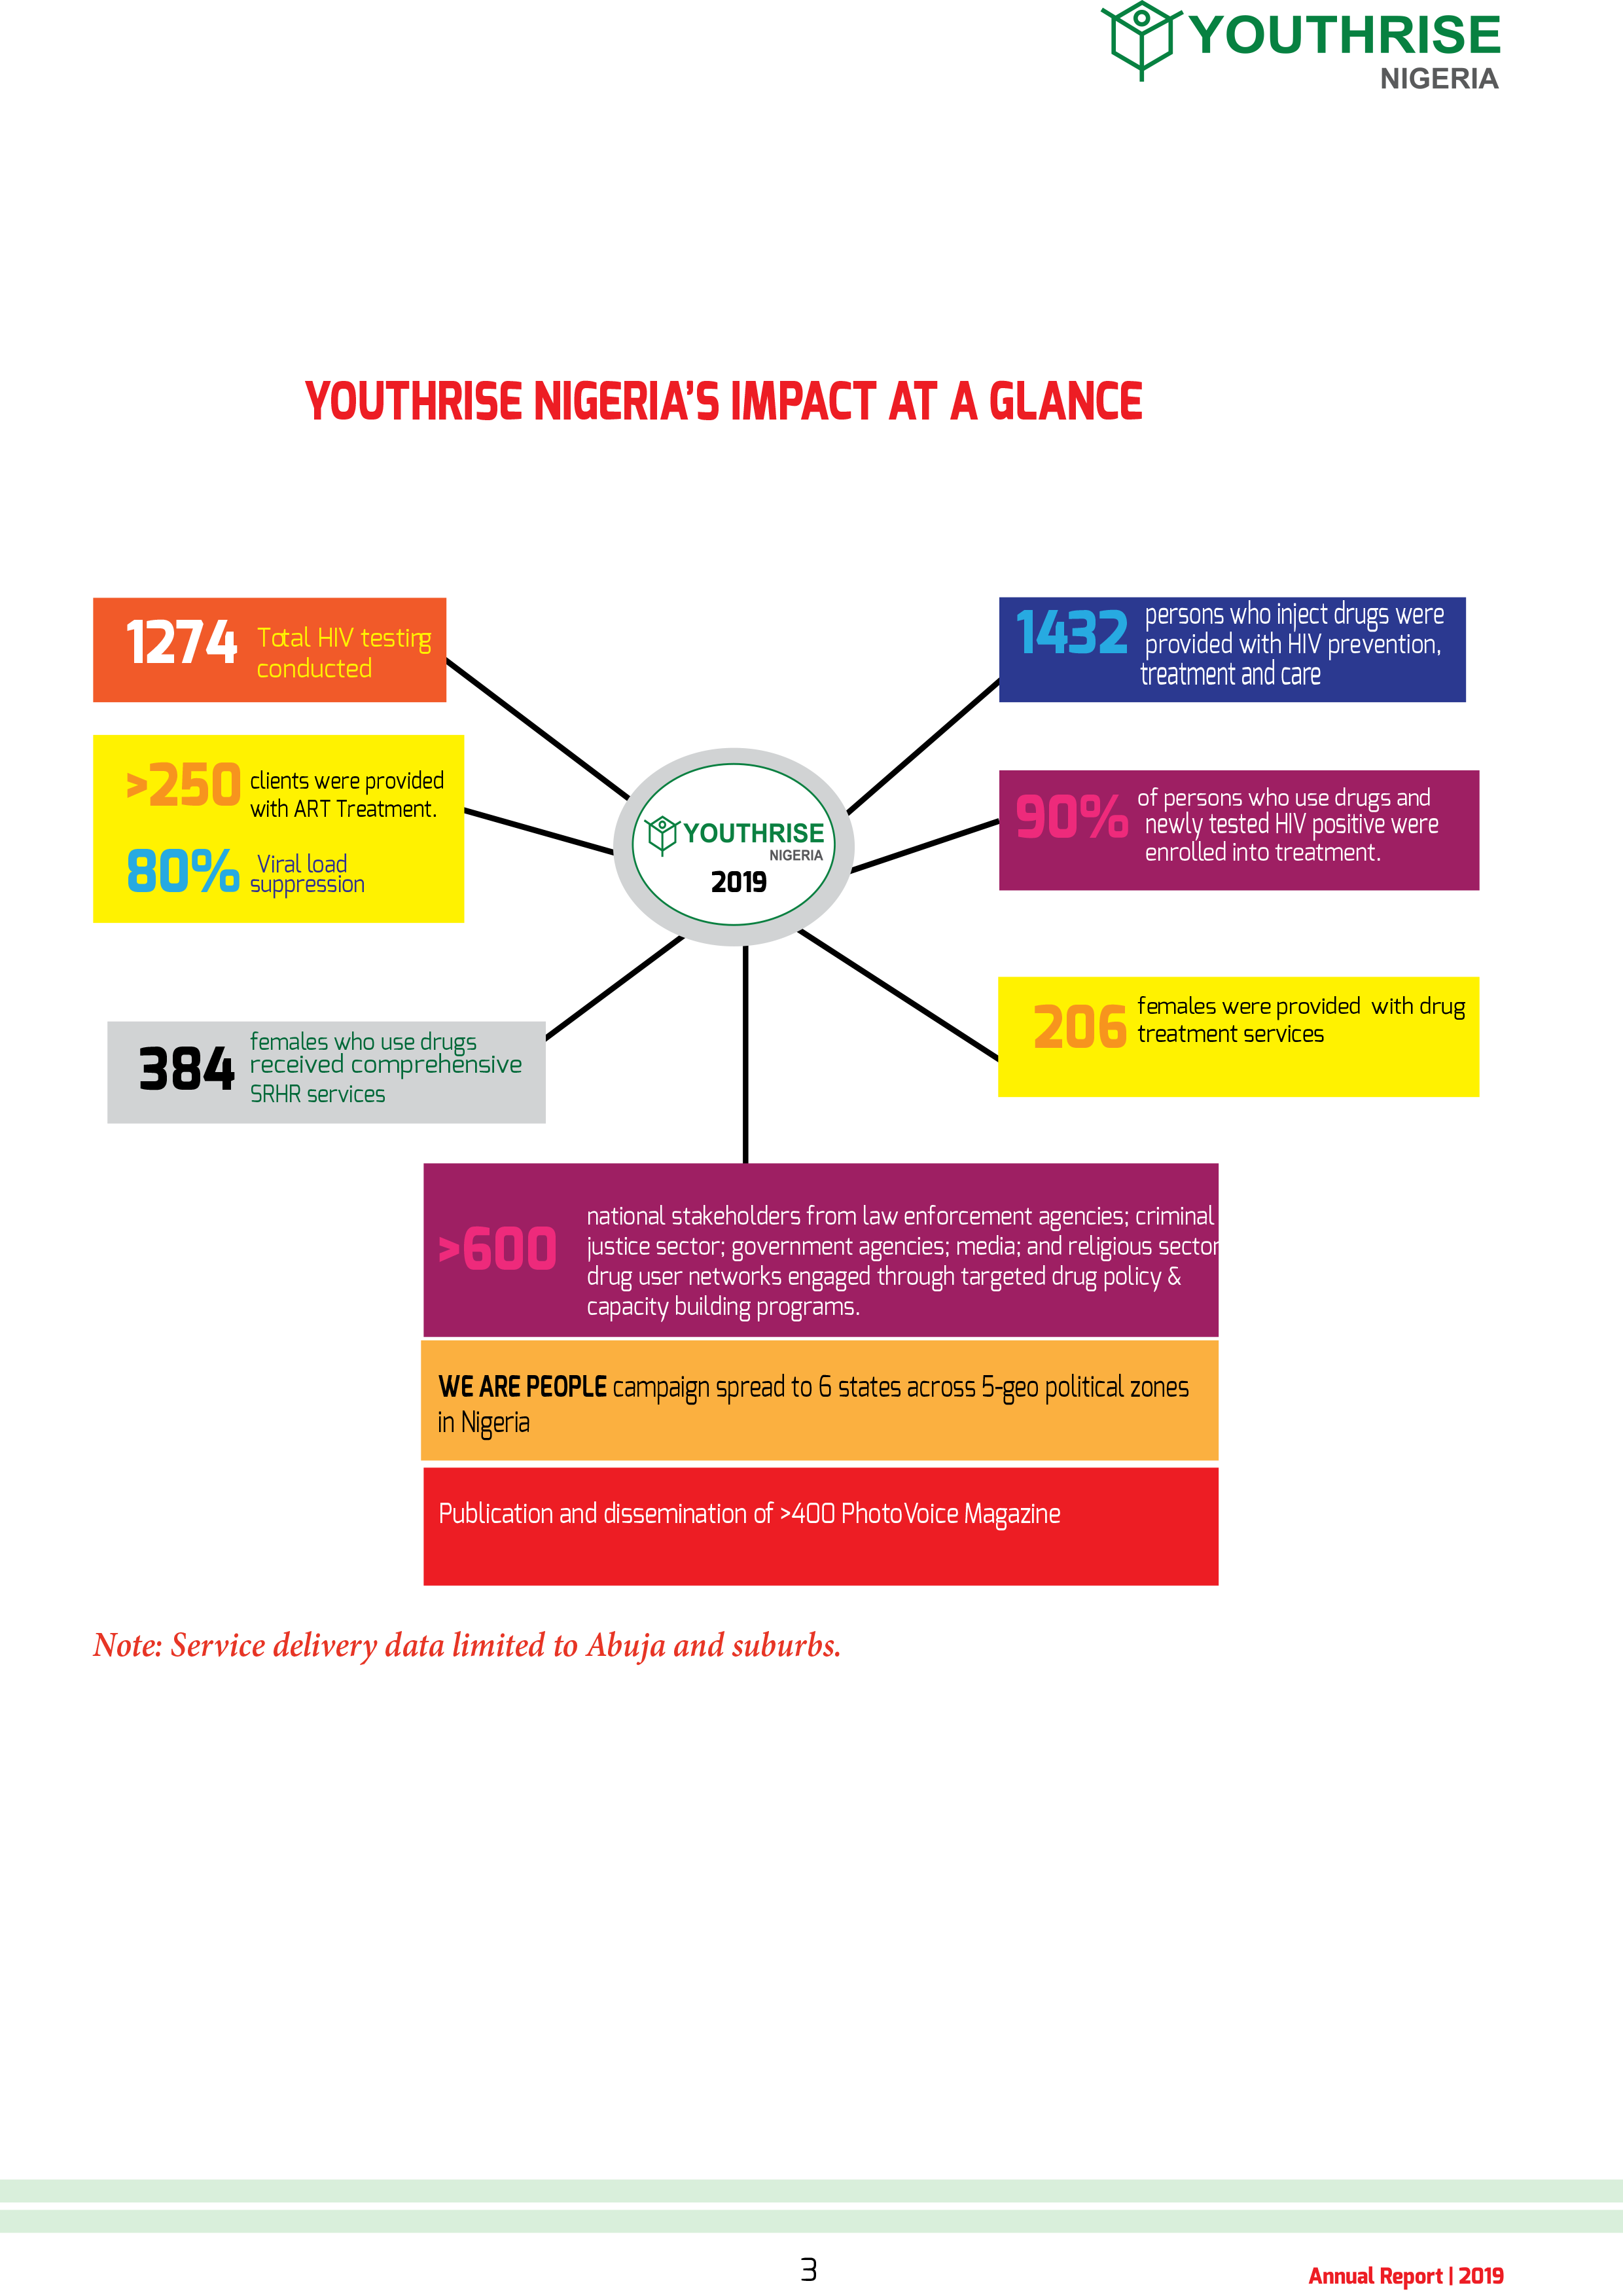 YOUTHRISE
NIGERIA
YOUTHRISE NIGERIA'S IMPACT AT A GLANCE
1274 Total HIV testing
conducted
>250 clients were provided
with ART Treatment.
80% Viral load
suppression
384 females who use drugs
received comprehensive
SRHR services
YOUTHRISE
NIGERIA
2019
1432 persons who inject drugs were
provided with HIV prevention,
treatment and care
90% of persons who use drugs and
newly tested HIV positive were
enrolled into treatment.
206 females were provided with drug
treatment services
>600 national stakeholders from law enforcement agencies; criminal
justice sector; government agencies; media; and religious sector
drug user networks engaged through targeted drug policy &
capacity building programs.
WE ARE PEOPLE campaign spread to 6 states across 5-geo political zones
in Nigeria
Publication and dissemination of >400 PhotoVoice Magazine
Note: Service delivery data limited to Abuja and suburbs.
3
Annual Report | 2019